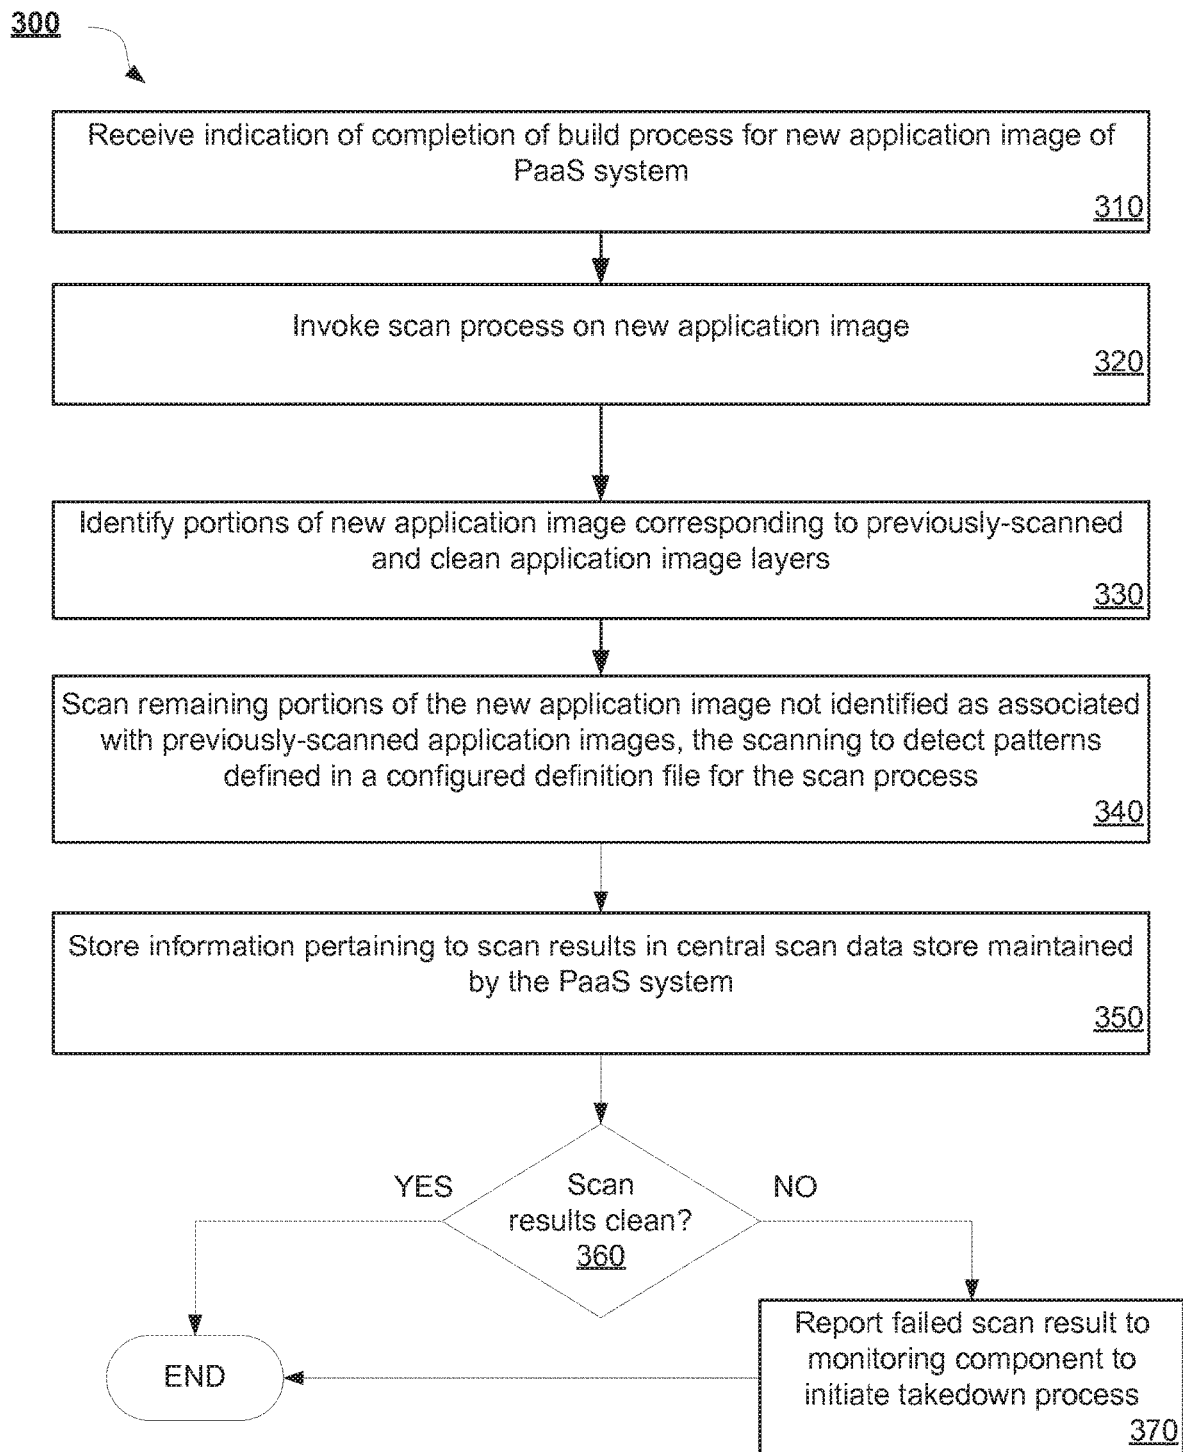 300
Receive indication of completion of build process for new application image of
PaaS system
310
Invoke scan process on new application image
320
Identify portions of new application image corresponding to previously-scanned
and clean application image layers
330
Scan remaining portions of the new application image not identified as associated
with previously-scanned application images, the scanning to detect patterns
defined in a configured definition file for the scan process
340
Store information pertaining to scan results in central scan data store maintained
by the PaaS system
350
YES
Scan
results clean?
360
NO
Report failed scan result to
monitoring component to
initiate takedown process
370
END